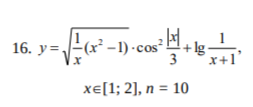 16. y = √(1/x (x² – 1)) · cos² |x|/3 + lg 1/(x+1),
x∈[1; 2], n = 10